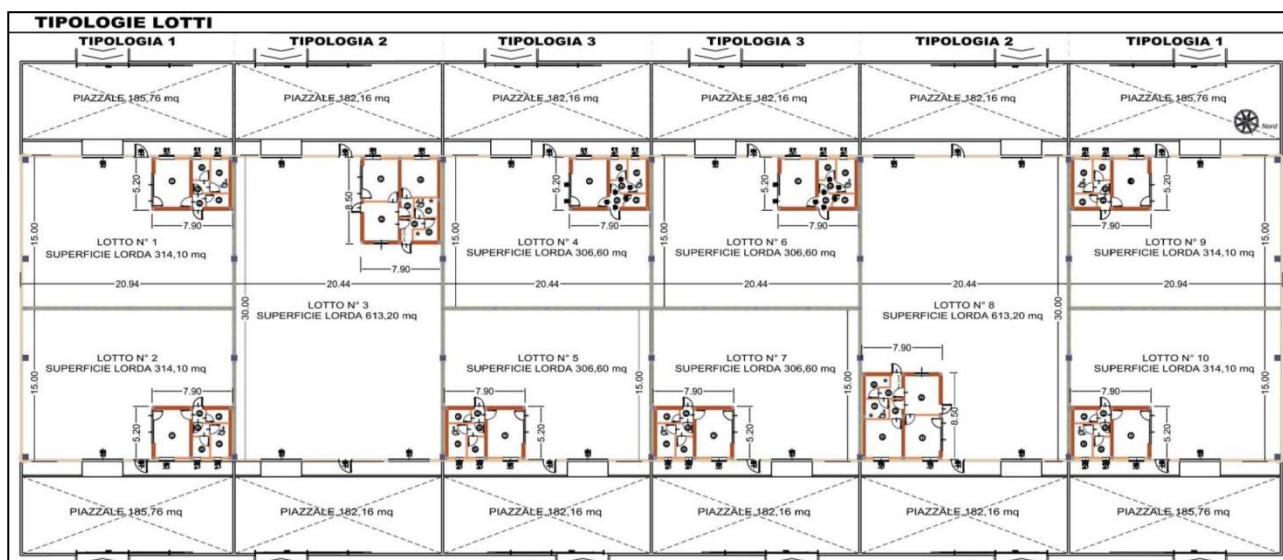 TIPOLOGIE LOTTI
TIPOLOGIA 1
TIPOLOGIA 2
TIPOLOGIA 3
TIPOLOGIA 3
TIPOLOGIA 2
TIPOLOGIA 1
PIAZZALE 185,76 mq
PIAZZALE 182,16 mq
PIAZZALE 182,16 mq
PIAZZALE 182,16 mq
PIAZZALE 182,16 mq
PIAZZALE 185,76 mq
Nord
5.20
8.50
5.20
5.20
5.20
7.90
7.90
7.90
7.90
7.90
15.00
15.00
15.00
15.00
LOTTO N° 1
SUPERFICIE LORDA 314,10 mq
LOTTO N° 4
SUPERFICIE LORDA 306,60 mq
LOTTO N° 6
SUPERFICIE LORDA 306,60 mq
LOTTO N° 9
SUPERFICIE LORDA 314,10 mq
20.94
20.44
20.44
20.44
20.44
20.94
30.00
30.00
LOTTO N° 3
SUPERFICIE LORDA 613,20 mq
LOTTO N° 8
SUPERFICIE LORDA 613,20 mq
LOTTO N° 2
SUPERFICIE LORDA 314,10 mq
LOTTO N° 5
SUPERFICIE LORDA 306,60 mq
LOTTO N° 7
SUPERFICIE LORDA 306,60 mq
LOTTO N° 10
SUPERFICIE LORDA 314,10 mq
15.00
15.00
15.00
15.00
7.90
7.90
7.90
7.90
7.90
5.20
5.20
5.20
8.50
5.20
PIAZZALE 185,76 mq
PIAZZALE 182,16 mq
PIAZZALE 182,16 mq
PIAZZALE 182,16 mq
PIAZZALE 182,16 mq
PIAZZALE 185,76 mq